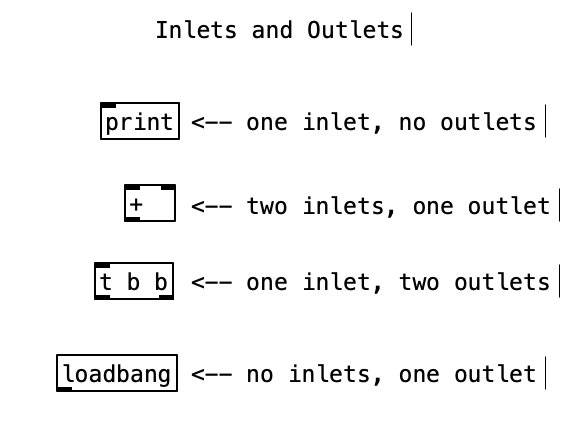 Inlets and Outlets
print <-- one inlet, no outlets
+ <-- two inlets, one outlet
t b b <-- one inlet, two outlets
loadbang <-- no inlets, one outlet